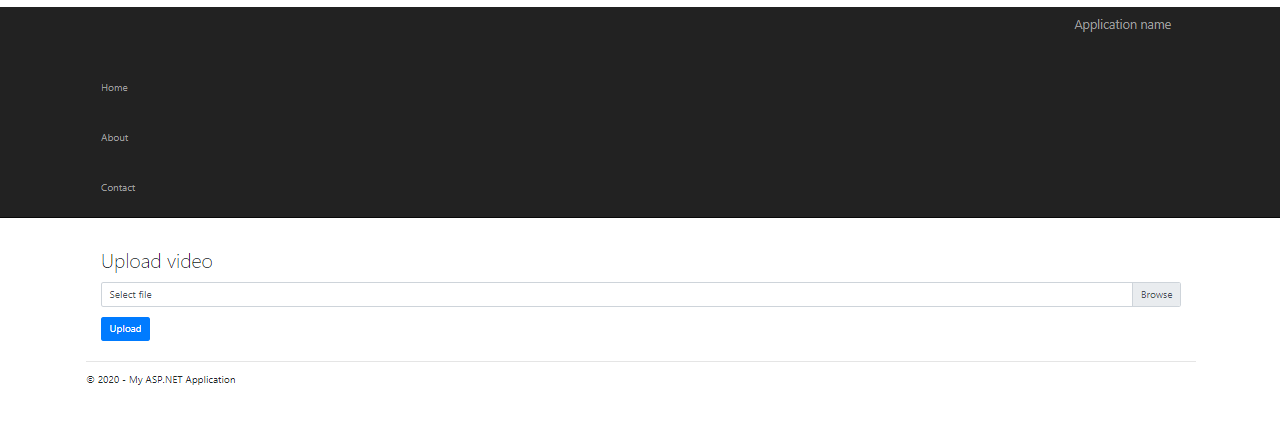 Application name
Home
About
Contact
Upload video
Select file Browse
Upload
© 2020 - My ASP.NET Application